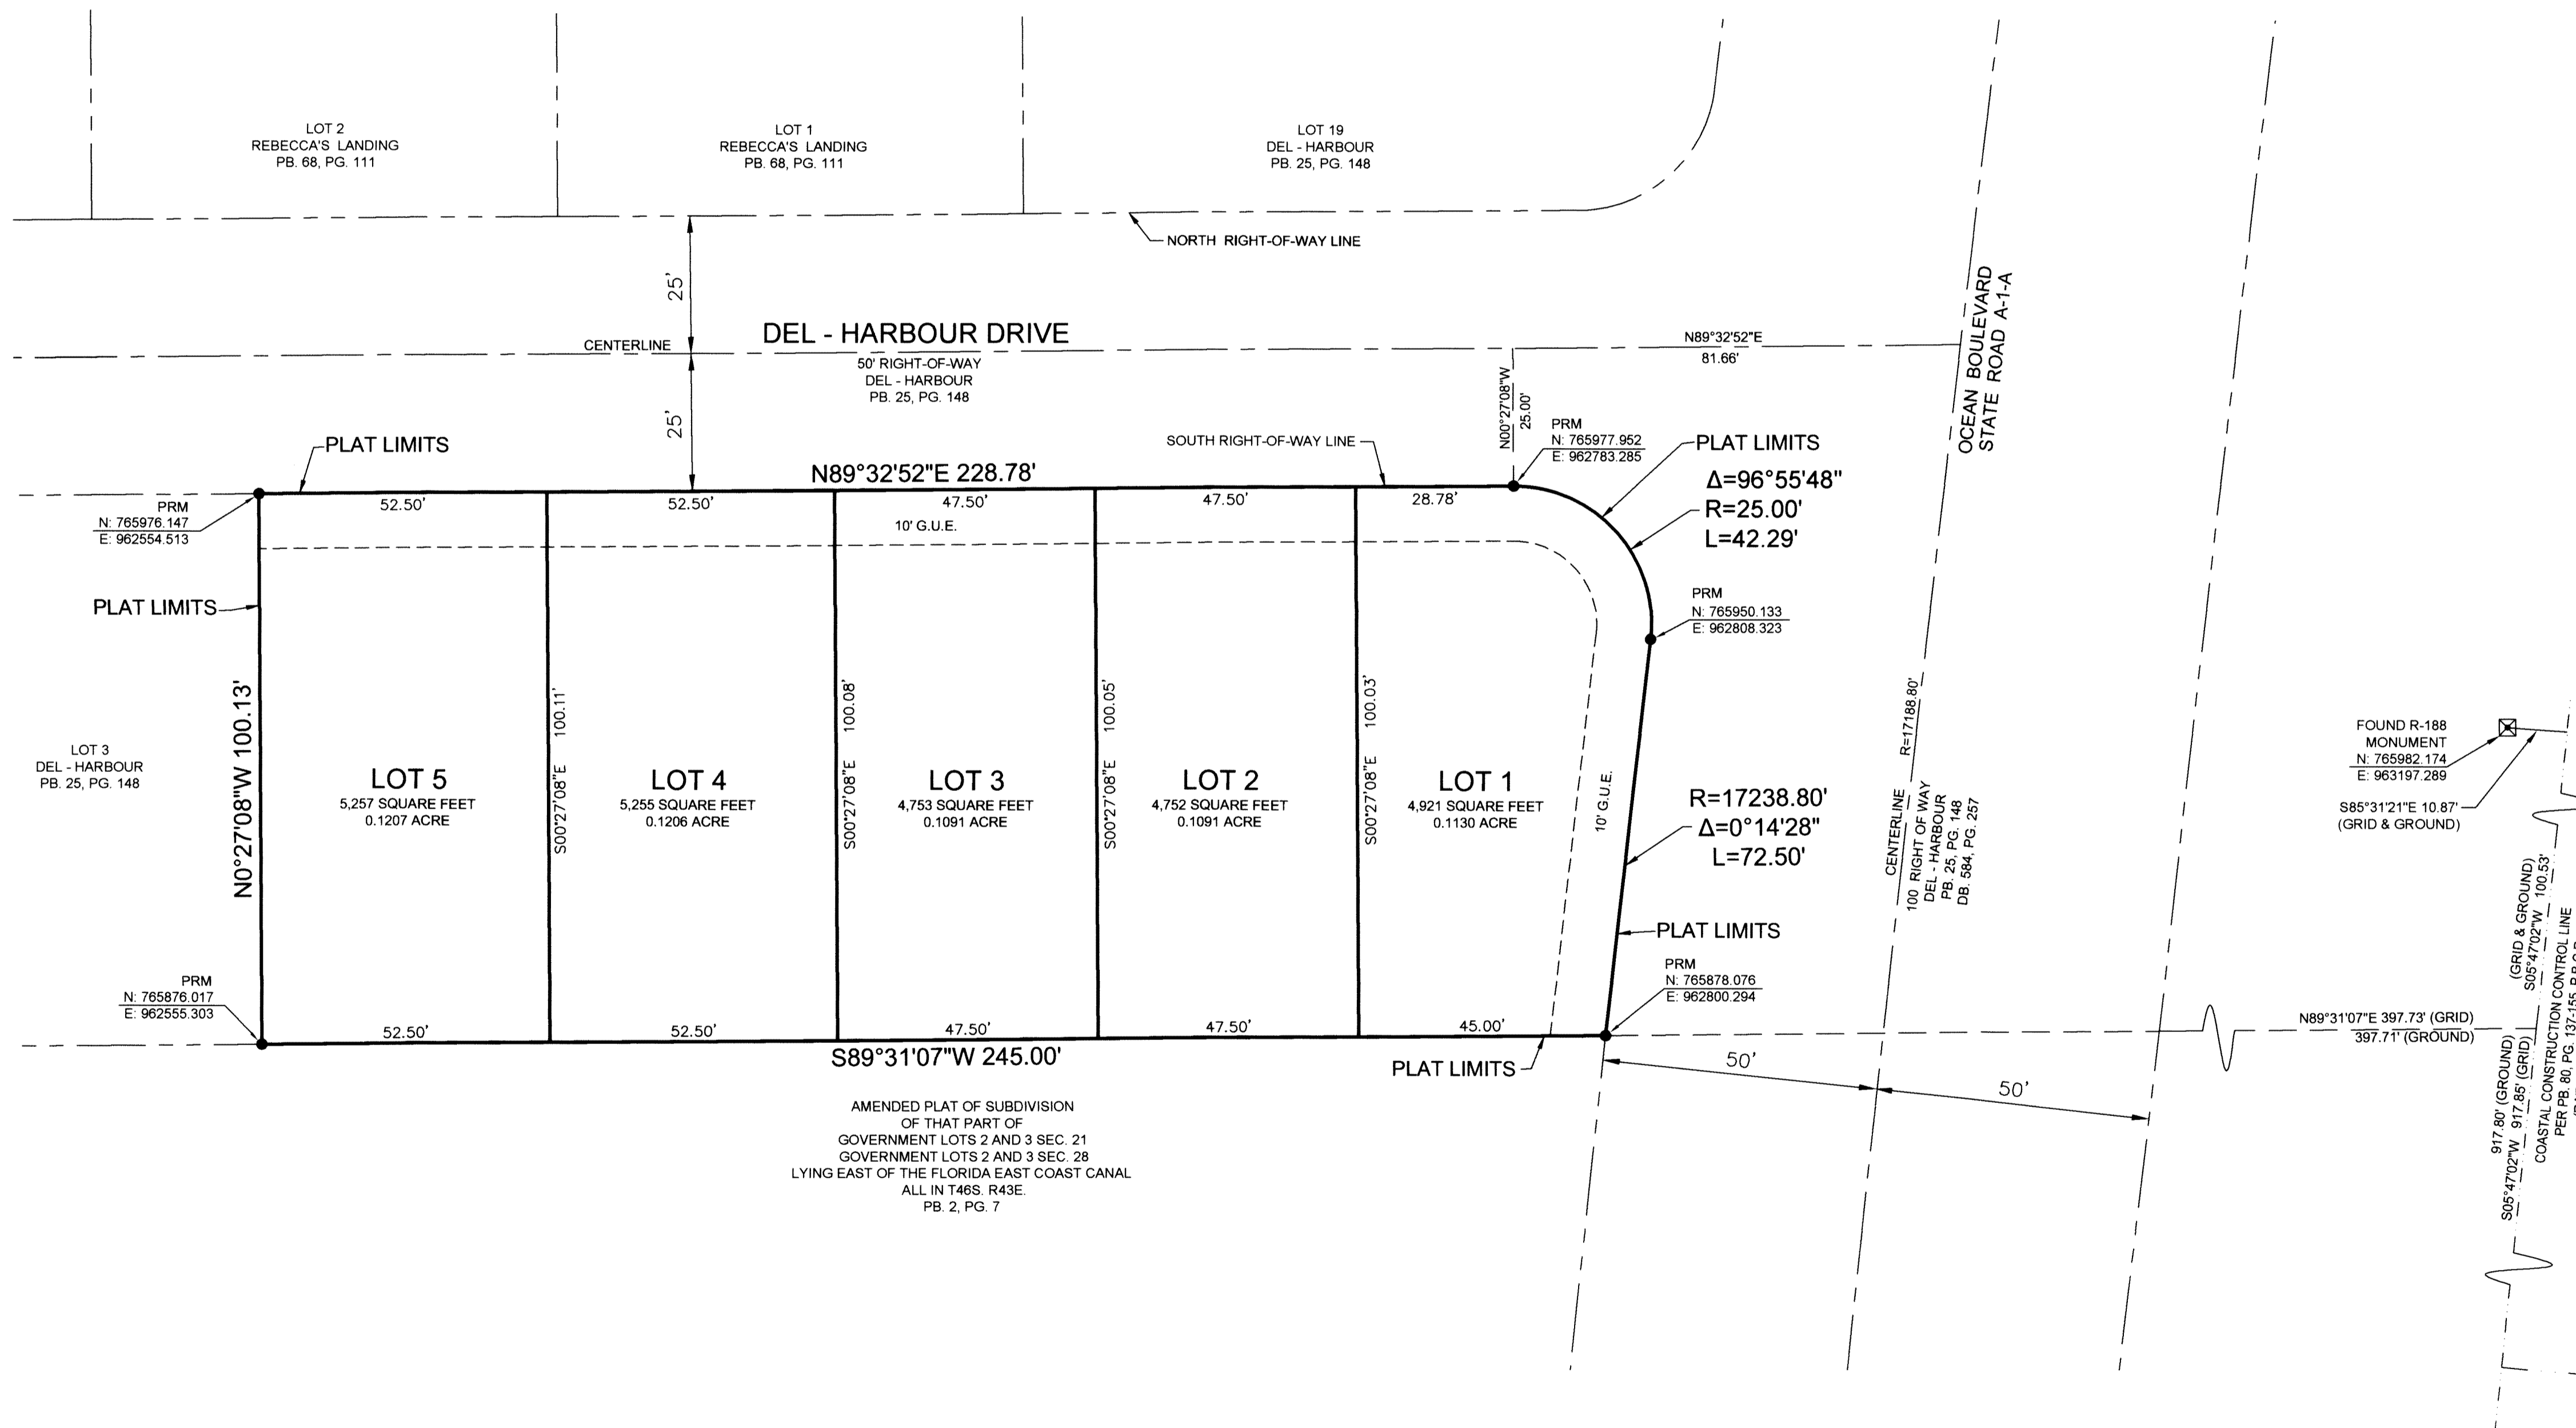 LOT 2
REBECCA'S LANDING
PB. 68, PG. 111
LOT 1
REBECCA'S LANDING
PB. 68, PG. 111
LOT 19
DEL - HARBOUR
PB. 25, PG. 148
NORTH RIGHT-OF-WAY LINE
25'
CENTERLINE
DEL - HARBOUR DRIVE
50' RIGHT-OF-WAY
DEL - HARBOUR
PB. 25, PG. 148
25'
N89°32'52"E
81.66'
OCEAN BOULEVARD
STATE ROAD A-1-A
N00°27'08"W
25.00'
PLAT LIMITS
SOUTH RIGHT-OF-WAY LINE
PRM
N: 765977.952
E: 962783.285
PLAT LIMITS
Δ=96°55'48"
R=25.00'
L=42.29'
N89°32'52"E 228.78'
52.50'
52.50'
47.50'
47.50'
28.78'
10' G.U.E.
PRM
N: 765976.147
E: 962554.513
PLAT LIMITS
PRM
N: 765950.133
E: 962808.323
N0°27'08"W 100.13'
S00°27'08"E 100.11'
S00°27'08"E 100.08'
S00°27'08"E 100.05'
S00°27'08"E 100.03'
LOT 3
DEL - HARBOUR
PB. 25, PG. 148
LOT 5
5,257 SQUARE FEET
0.1207 ACRE
LOT 4
5,255 SQUARE FEET
0.1206 ACRE
LOT 3
4,753 SQUARE FEET
0.1091 ACRE
LOT 2
4,752 SQUARE FEET
0.1091 ACRE
LOT 1
4,921 SQUARE FEET
0.1130 ACRE
10' G.U.E.
R=17238.80'
Δ=0°14'28"
L=72.50'
CENTERLINE R=17188.80'
100 RIGHT OF WAY
DEL - HARBOUR
PB. 25, PG. 148
DB. 584, PG. 257
FOUND R-188
MONUMENT
N: 765982.174
E: 963197.289
S85°31'21"E 10.87'
(GRID & GROUND)
PLAT LIMITS
PRM
N: 765878.076
E: 962800.294
PRM
N: 765876.017
E: 962555.303
52.50'
52.50'
47.50'
47.50'
45.00'
S89°31'07"W 245.00'
PLAT LIMITS
50'
50'
N89°31'07"E 397.73' (GRID)
397.71' (GROUND)
(GRID & GROUND)
S05°47'02"W 100.53'
917.80' (GROUND)
S05°47'02"W 917.85' (GRID)
COASTAL CONSTRUCTION CONTROL LINE
PER PB. 80, PG. 137-155, P.B.C.R.
AMENDED PLAT OF SUBDIVISION
OF THAT PART OF
GOVERNMENT LOTS 2 AND 3 SEC. 21
GOVERNMENT LOTS 2 AND 3 SEC. 28
LYING EAST OF THE FLORIDA EAST COAST CANAL
ALL IN T46S. R43E.
PB. 2, PG. 7